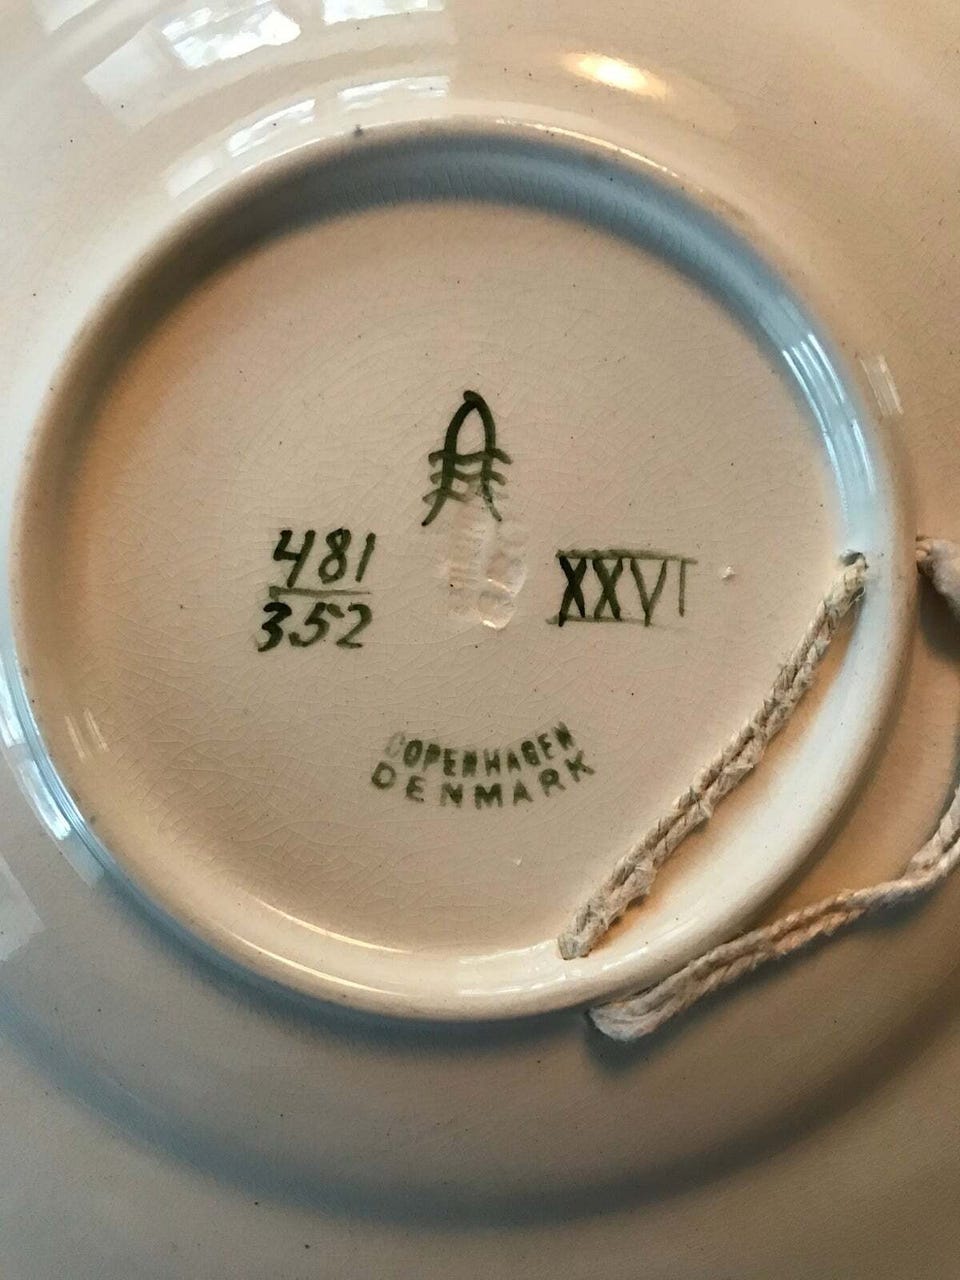 481
352
XXVI
COPENHAGEN
DENMARK